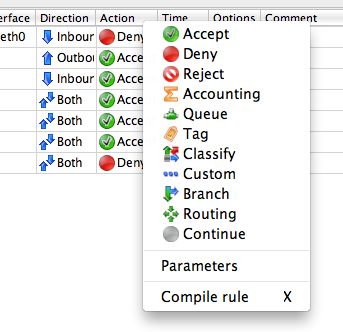 erface Direction Action Time Options Comment
eth0 Inbour Deny
Outbo Acce
Inbour Acce
Both Acce
Both Acce
Both Acce
Both Deny
Accept
Deny
Reject
Accounting
Queue
Tag
Classify
Custom
Branch
Routing
Continue
Parameters
Compile rule X